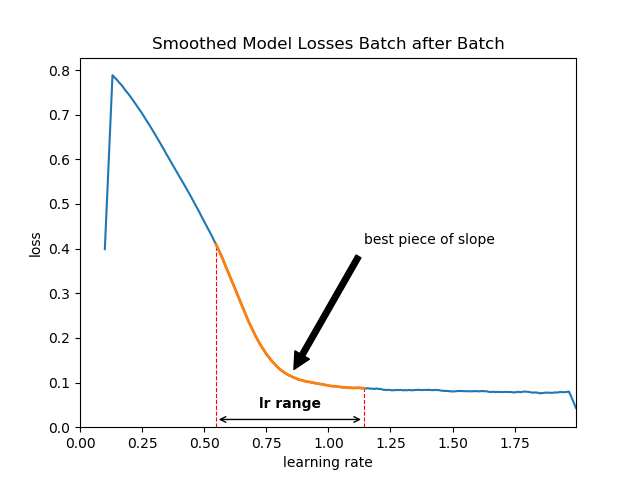 Smoothed Model Losses Batch after Batch
0.8
0.7
0.6
0.5
0.4
0.3
0.2
0.1
0.0
loss
best piece of slope
lr range
0.00 0.25 0.50 0.75 1.00 1.25 1.50 1.75
learning rate